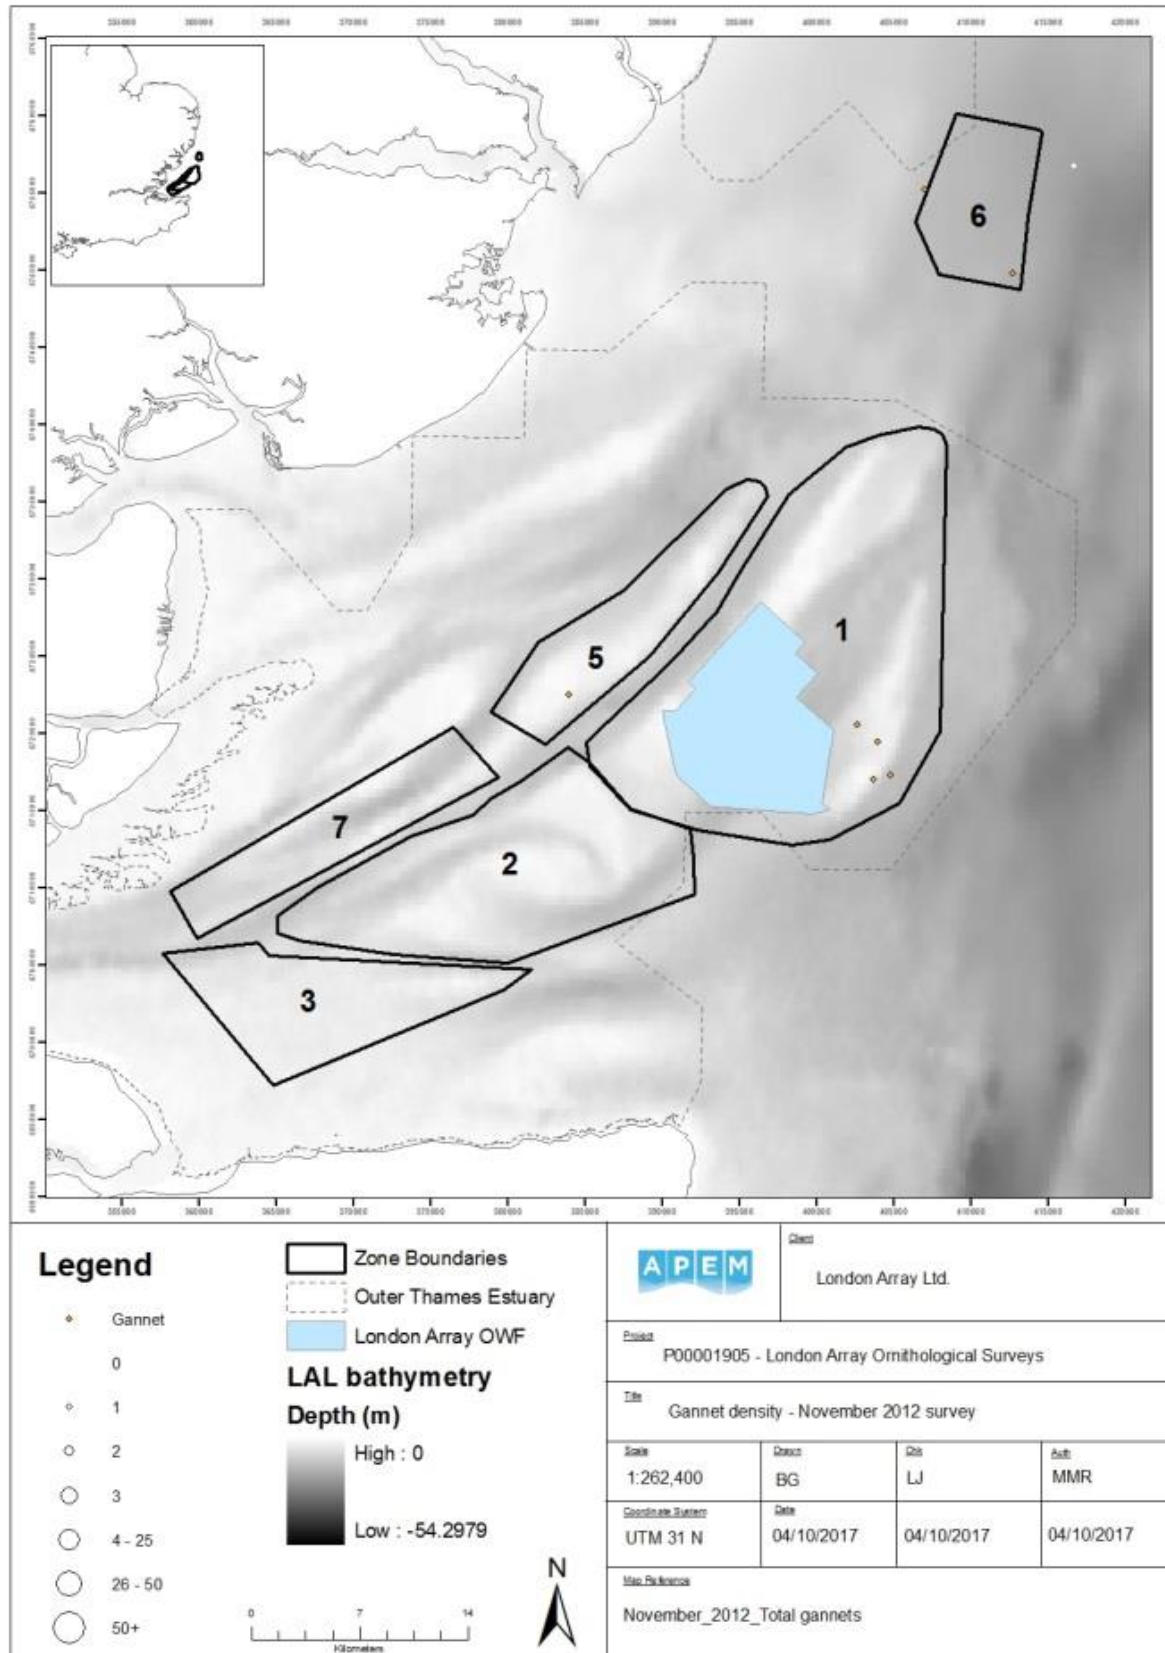 6
1
5
7
2
3
Legend
Gannet
0
1
2
3
4 - 25
26 - 50
50+
Zone Boundaries
Outer Thames Estuary
London Array OWF
LAL bathymetry
Depth (m)
High : 0
Low : -54.2979
0 7 14
Kilometers
N
APEM
Client
London Array Ltd.
Project
P00001905 - London Array Ornithological Surveys
Title
Gannet density - November 2012 survey
Scale Drawn Chk Auth
1:262,400 BG LJ MMR
Coordinate System Date
UTM 31 N 04/10/2017 04/10/2017 04/10/2017
Map Reference
November_2012_Total gannets